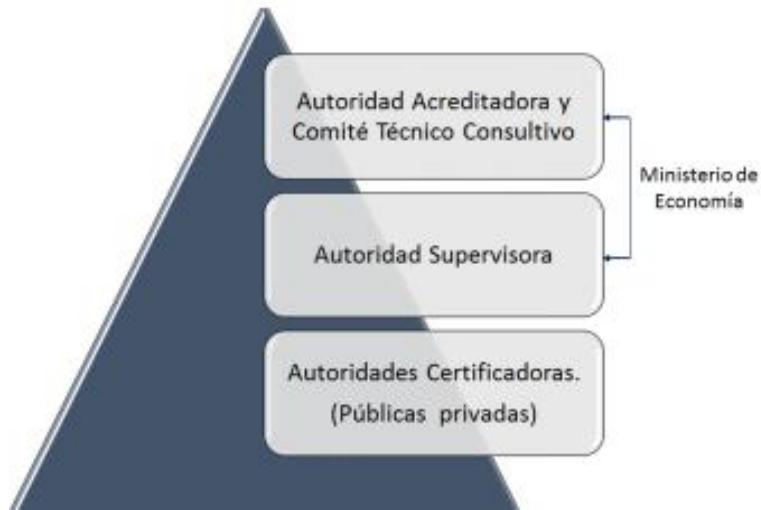 Autoridad Acreditadora y
Comité Técnico Consultivo
Ministerio de
Economía
Autoridad Supervisora
Autoridades Certificadoras.
(Públicas privadas)